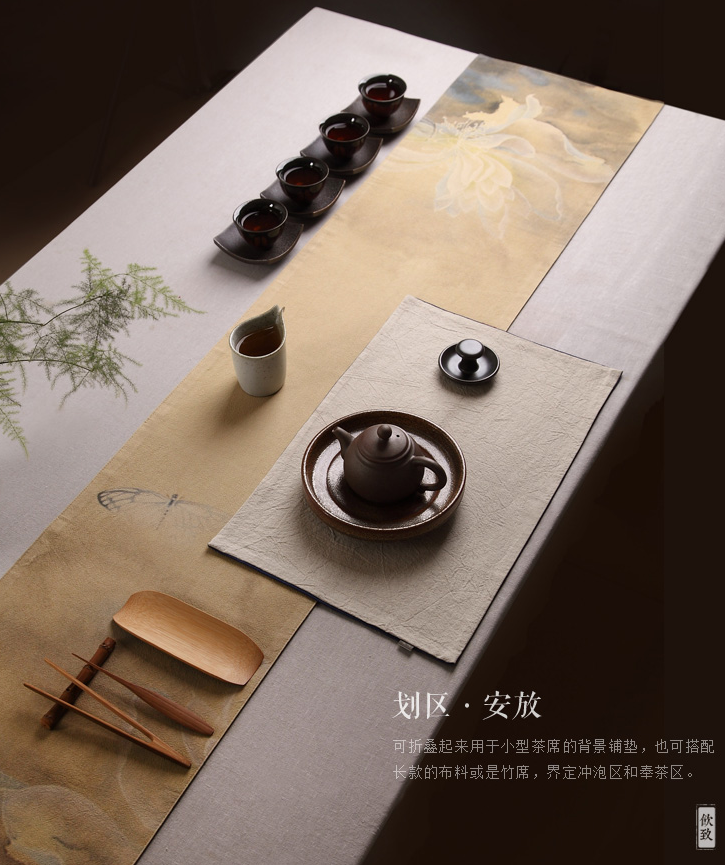 划区·安放
可折叠起来用于小型茶席的背景铺垫，也可搭配
长款的布料或是竹席，界定冲泡区和奉茶区。